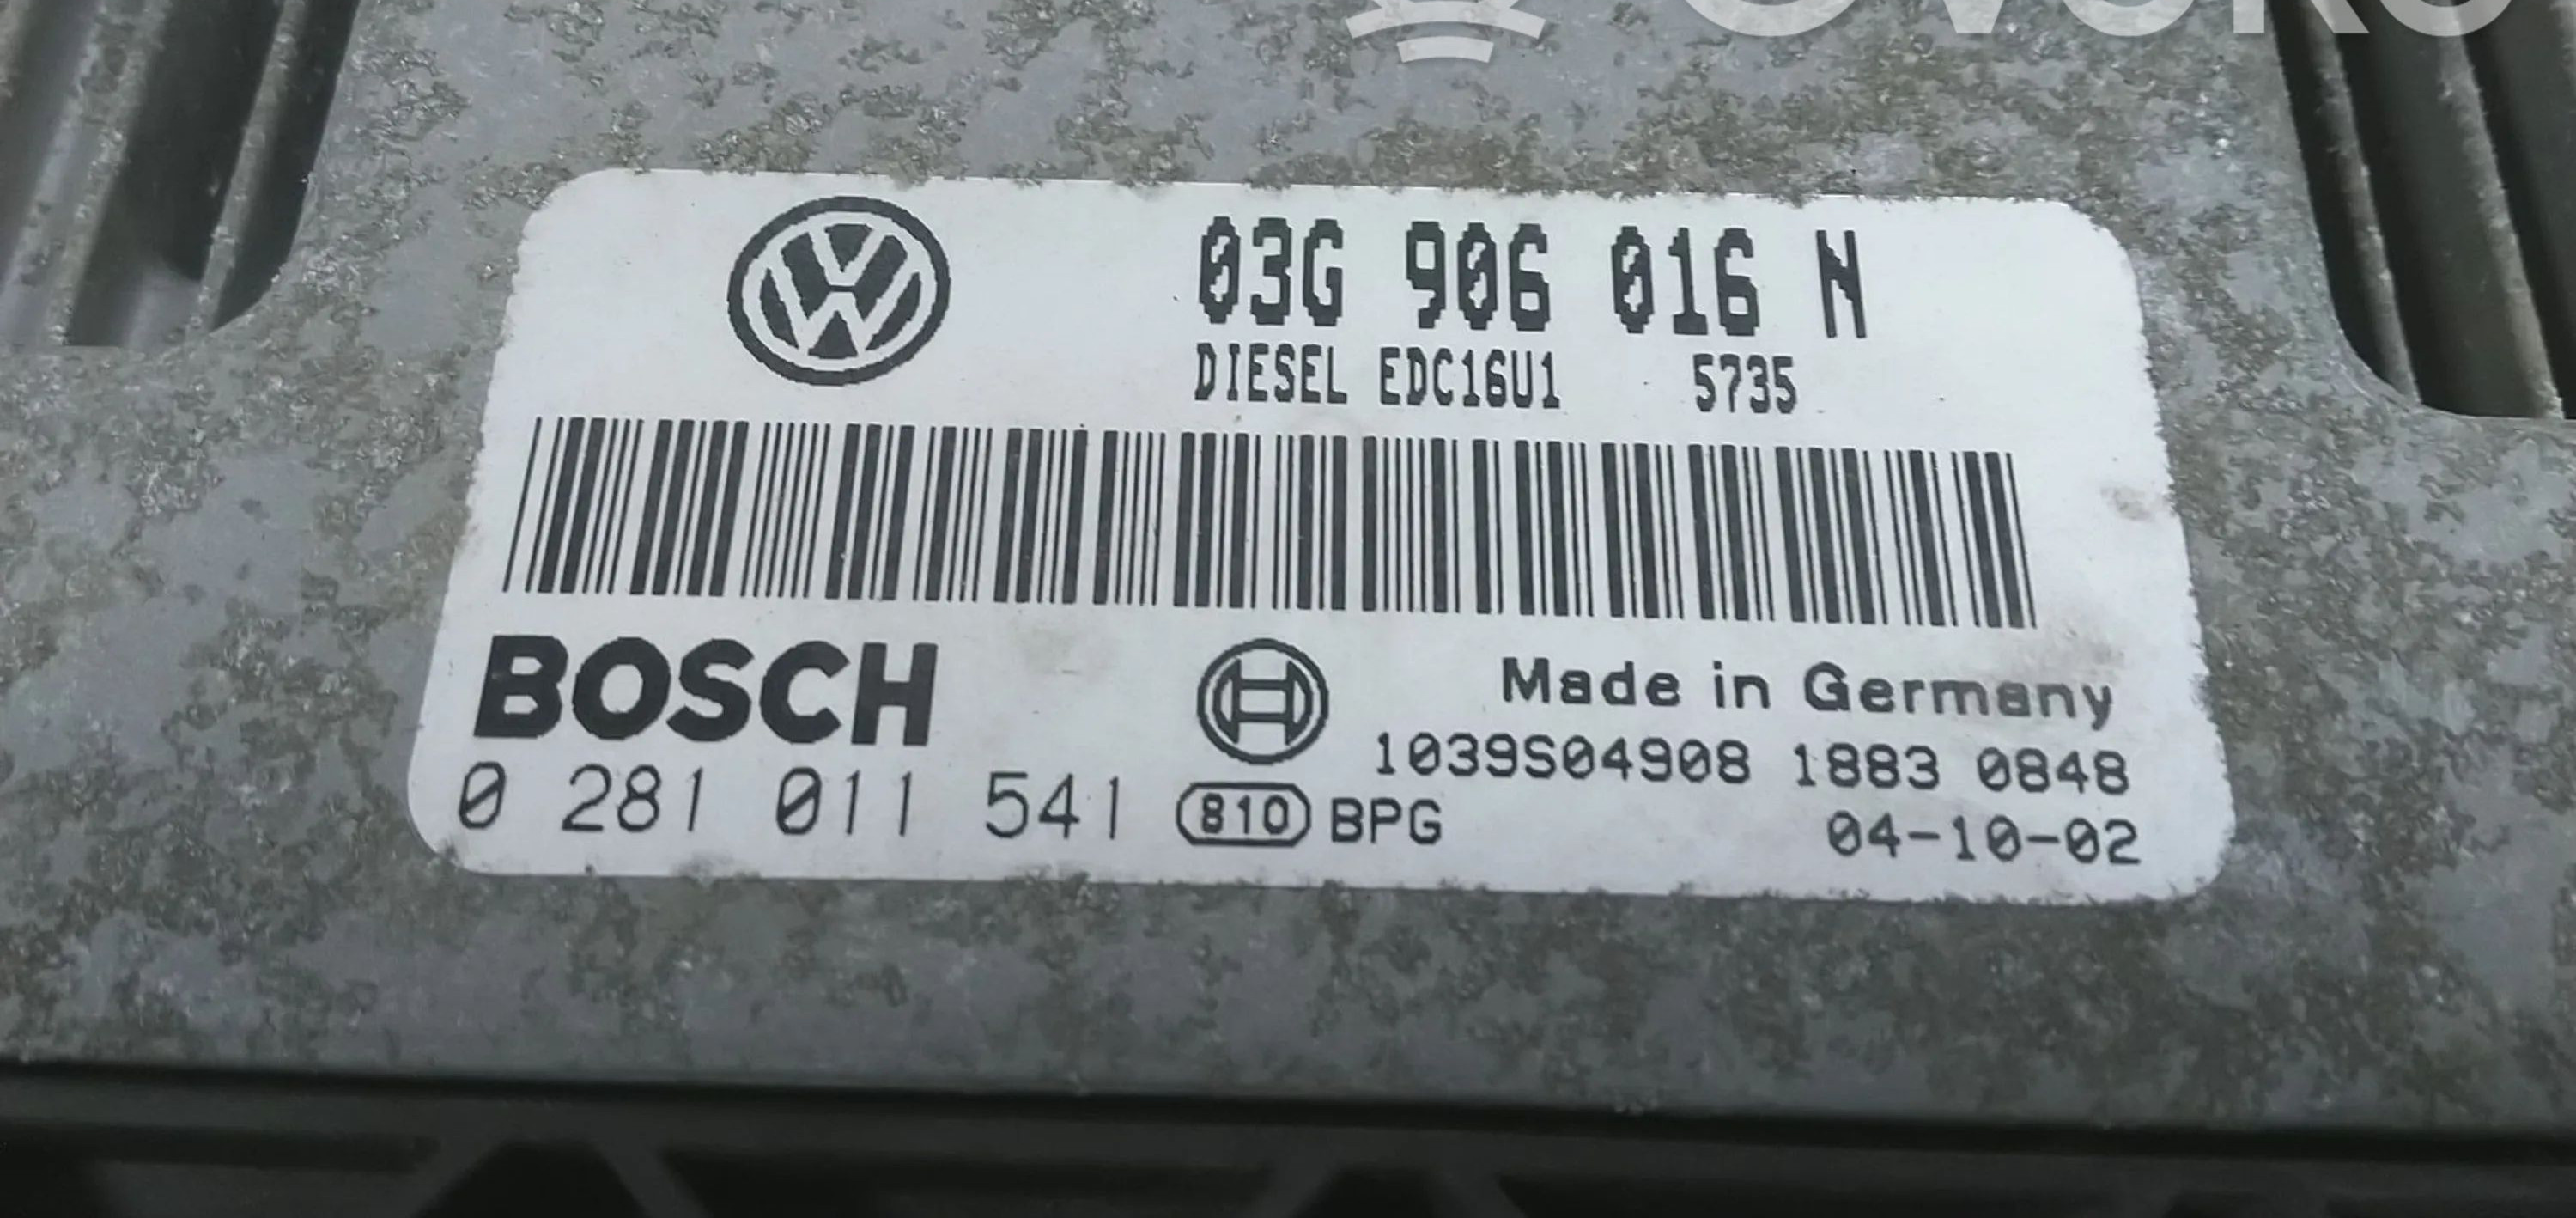 03G 906 016 N
DIESEL EDC16U1 5735
BOSCH
Made in Germany
1039S04908 1883 0848
0 281 011 541 810 BPG
04-10-02